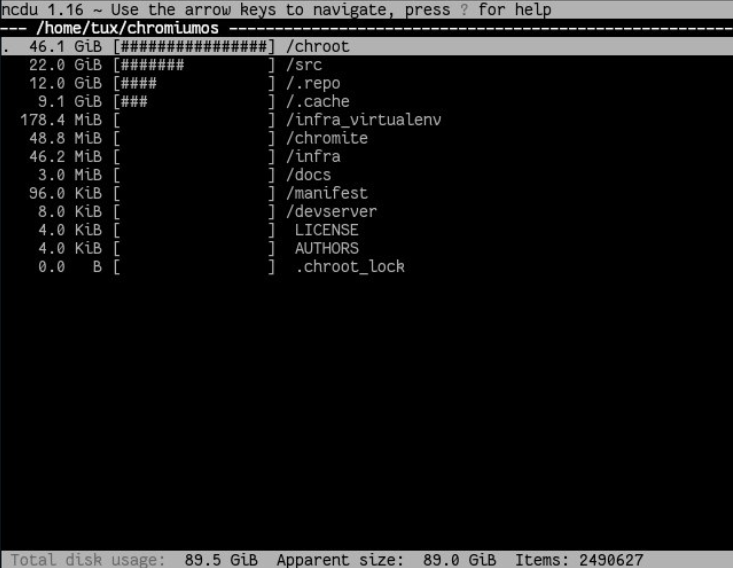 ncdu 1.16 ~ Use the arrow keys to navigate, press ? for help
--- /home/tux/chromiumos -------------------------------------------------------
. 46.1 GiB [################] /chroot
22.0 GiB [#######         ] /src
12.0 GiB [####            ] /.repo
9.1 GiB [###             ] /.cache
178.4 MiB [                ] /infra_virtualenv
48.8 MiB [                ] /chromite
46.2 MiB [                ] /infra
3.0 MiB [                ] /docs
96.0 KiB [                ] /manifest
8.0 KiB [                ] /devserver
4.0 KiB [                ]  LICENSE
4.0 KiB [                ]  AUTHORS
0.0   B [                ]  .chroot_lock
Total disk usage:  89.5 GiB  Apparent size:  89.0 GiB  Items: 2490627